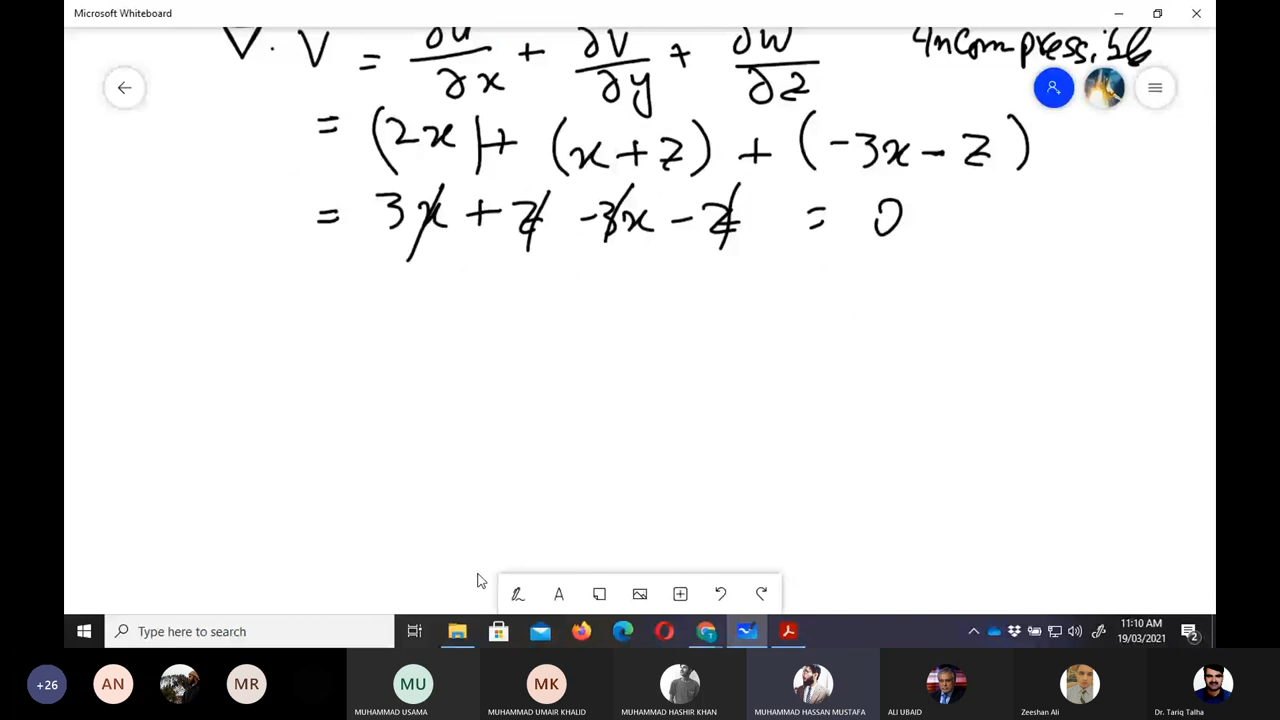 Microsoft Whiteboard
∇. V = ∂u/∂x + ∂v/∂y + ∂w/∂z Incompressible
= (2x) + (x+z) + (-3x-z)
= 3x + z -3x - z = 0
A
Type here to search
11:10 AM
19/03/2021
2
+26
AN
MR
MU
MUHAMMAD USAMA
MK
MUHAMMAD UMAIR KHALID
MUHAMMAD HASHIR KHAN
MUHAMMAD HASSAN MUSTAFA
ALI UBAID
Zeeshan Ali
Dr. Tariq Talha